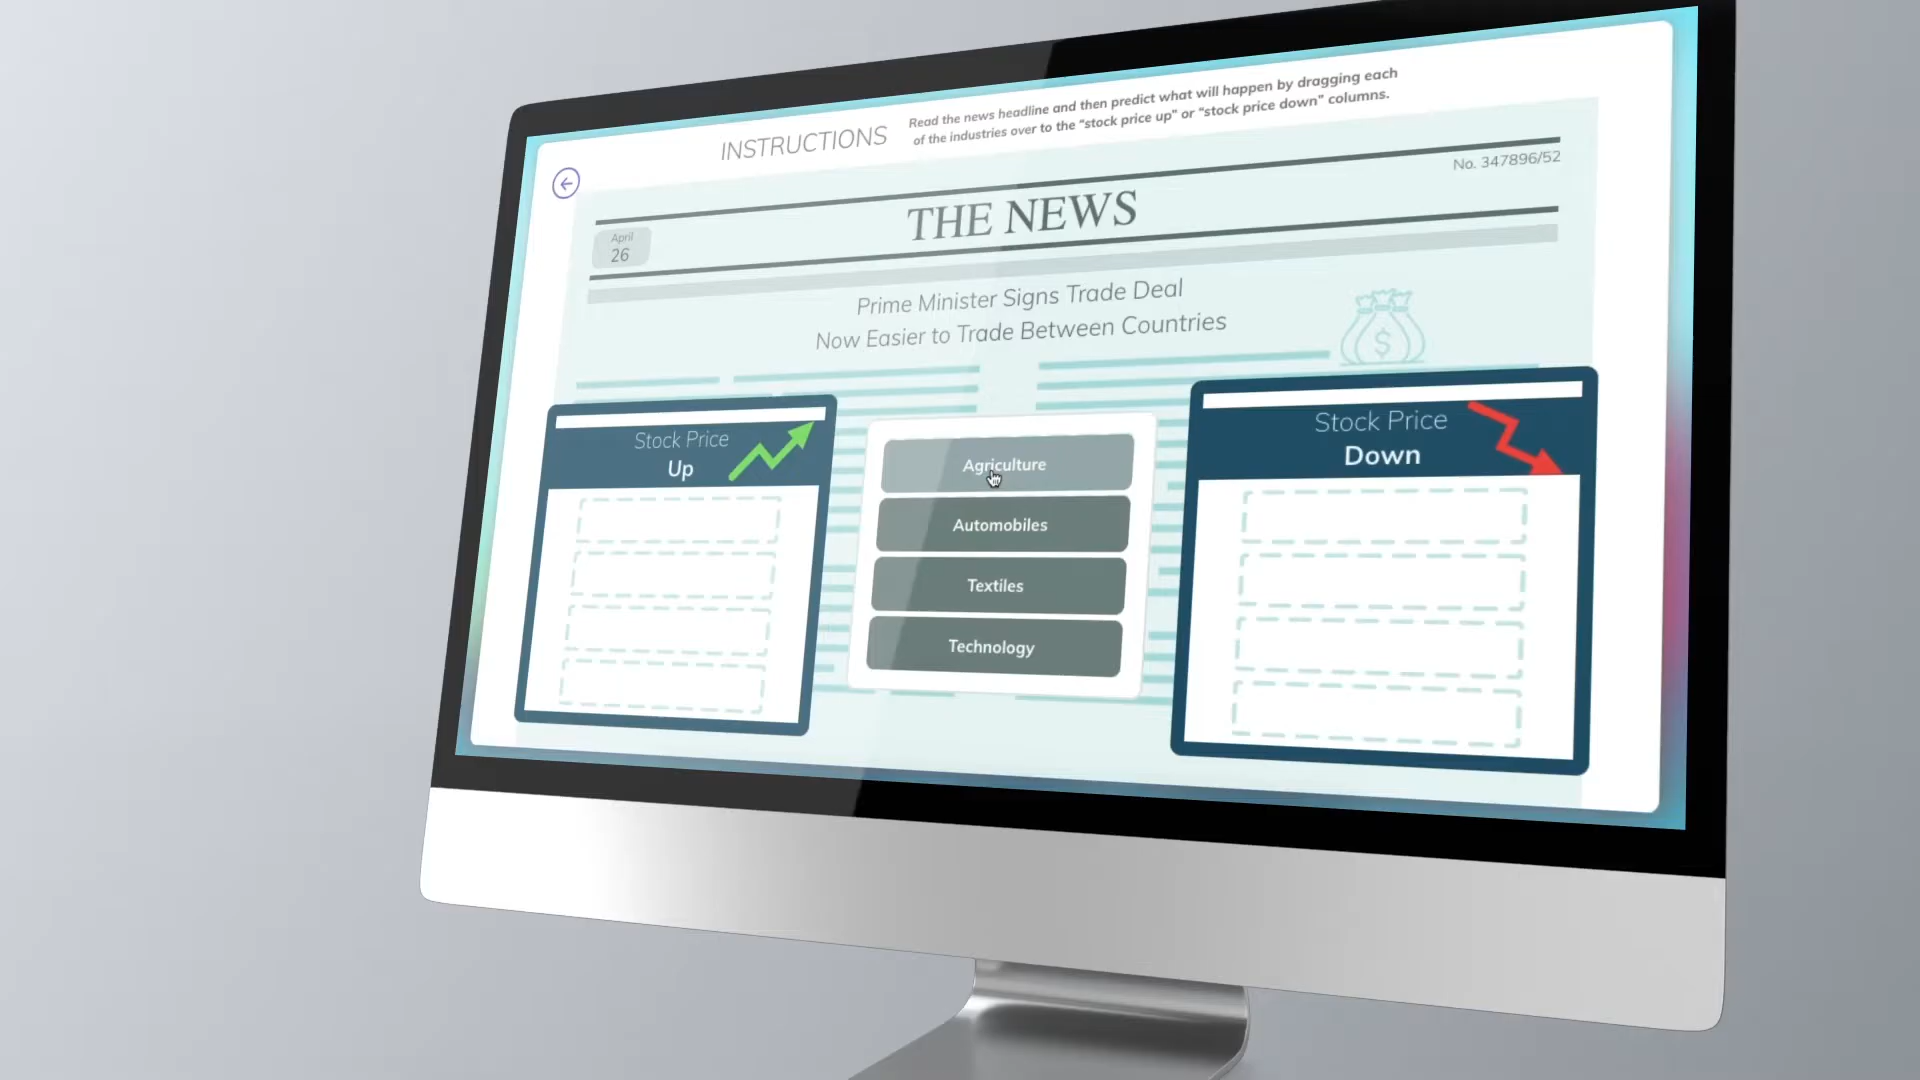 INSTRUCTIONS
Read the news headline and then predict what will happen by dragging each
of the industries over to the “stock price up” or “stock price down” columns.
No. 347896/52
THE NEWS
April
26
Prime Minister Signs Trade Deal
Now Easier to Trade Between Countries
$
Stock Price
Up
Agriculture
Automobiles
Textiles
Technology
Stock Price
Down